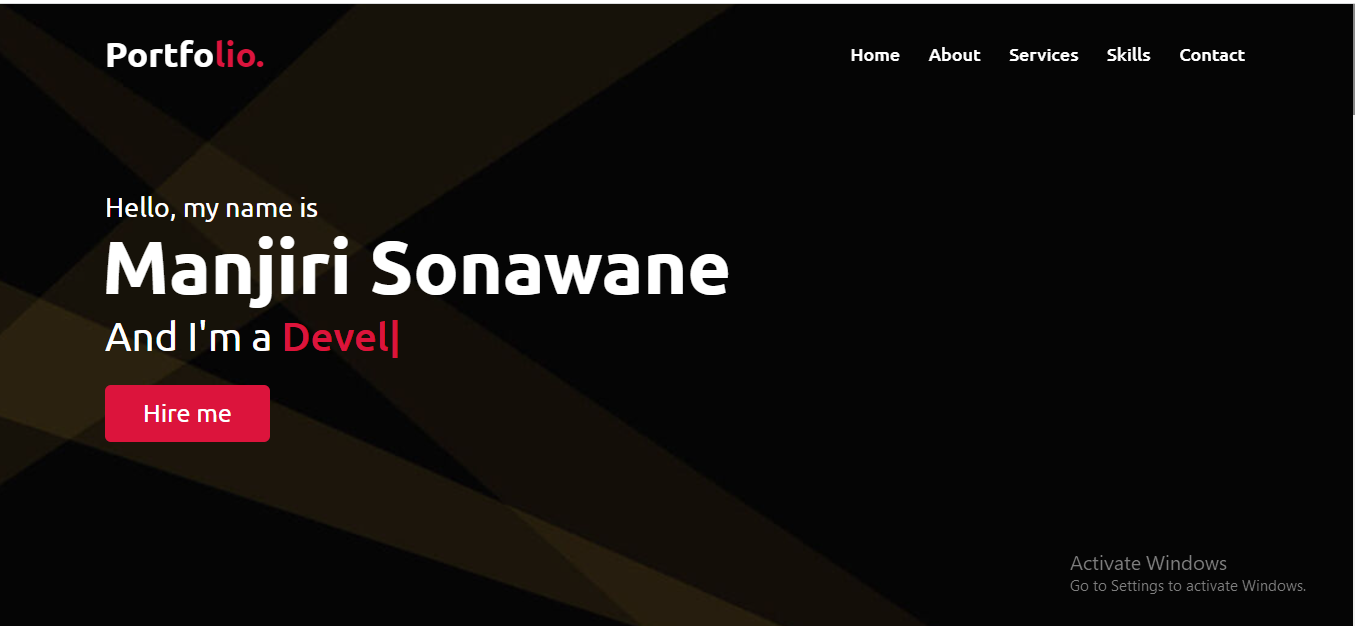 Portfolio.
Home About Services Skills Contact
Hello, my name is
Manjiri Sonawane
And I'm a Devel|
Hire me
Activate Windows
Go to Settings to activate Windows.